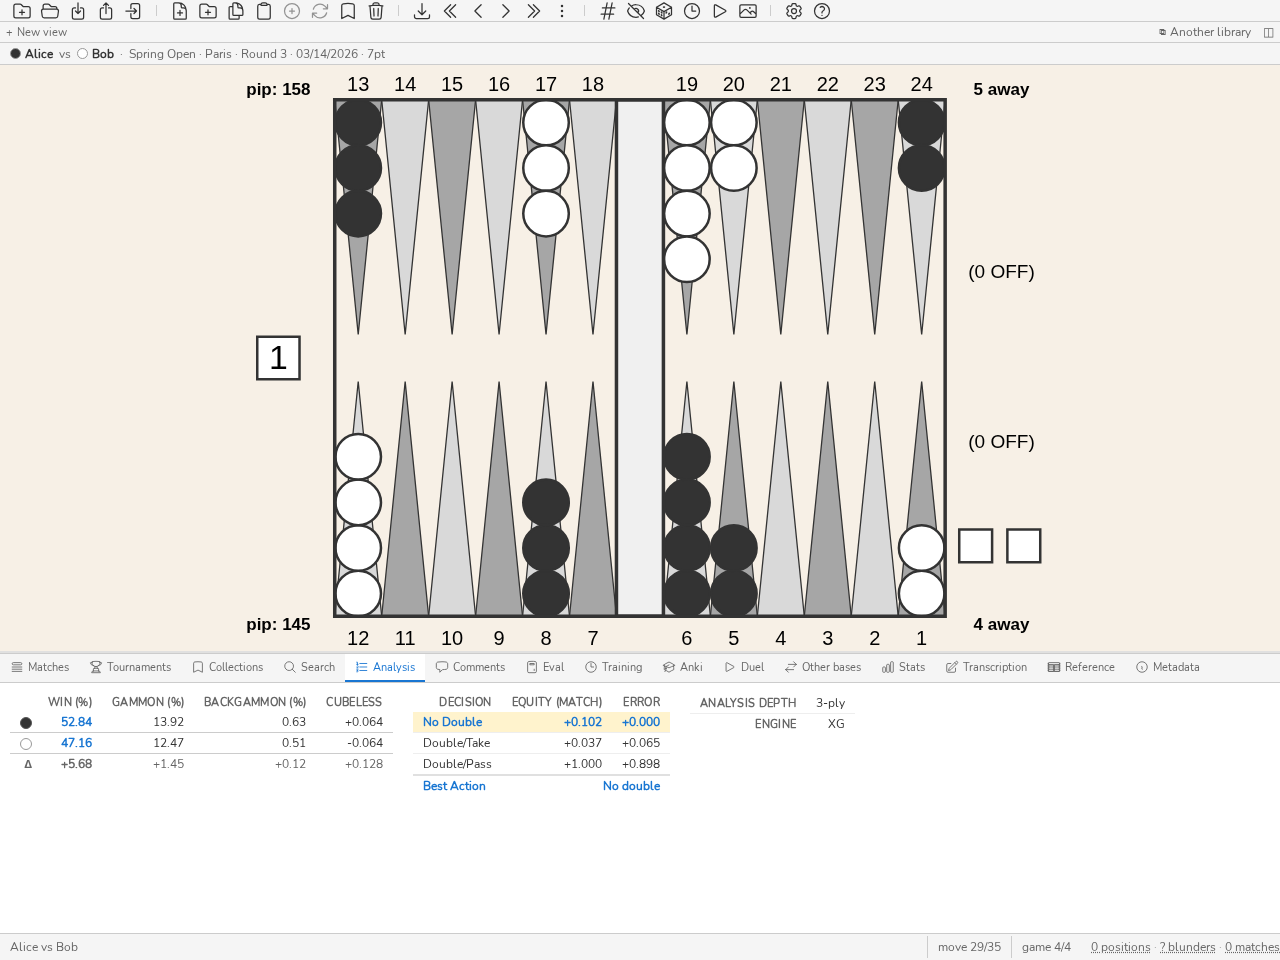 + New view
Another library
Alice vs Bob · Spring Open · Paris · Round 3 · 03/14/2026 · 7pt
pip: 158
13 14 15 16 17 18 19 20 21 22 23 24
5 away
(0 OFF)
1
(0 OFF)
pip: 145
12 11 10 9 8 7 6 5 4 3 2 1
4 away
Matches Tournaments Collections Search Analysis Comments Eval Training Anki Duel Other bases Stats Transcription Reference Metadata
WIN (%) GAMMON (%) BACKGAMMON (%) CUBELESS
52.84 13.92 0.63 +0.064
47.16 12.47 0.51 -0.064
Δ +5.68 +1.45 +0.12 +0.128
DECISION EQUITY (MATCH) ERROR
No Double +0.102 +0.000
Double/Take +0.037 +0.065
Double/Pass +1.000 +0.898
Best Action No double
ANALYSIS DEPTH 3-ply
ENGINE XG
Alice vs Bob
move 29/35
game 4/4
0 positions · ? blunders · 0 matches